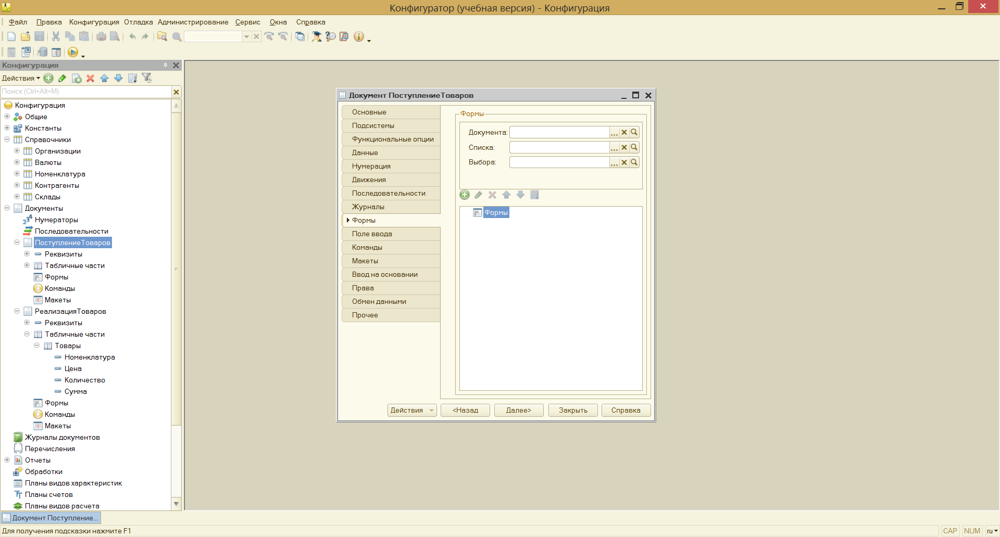 Конфигуратор (учебная версия) - Конфигурация
Файл Правка Конфигурация Отладка Администрирование Сервис Окна Справка
Конфигурация
Действия
Поиск (Ctrl+Alt+M)
Конфигурация
Общие
Константы
Справочники
Организации
Валюты
Номенклатура
Контрагенты
Склады
Документы
Нумераторы
Последовательности
ПоступлениеТоваров
Реквизиты
Табличные части
Формы
Команды
Макеты
РеализацияТоваров
Реквизиты
Табличные части
Товары
Номенклатура
Цена
Количество
Сумма
Формы
Команды
Макеты
Журналы документов
Перечисления
Отчеты
Обработки
Планы видов характеристик
Планы счетов
Планы видов расчета
Документ ПоступлениеТоваров
Основные
Подсистемы
Функциональные опции
Данные
Нумерация
Движения
Последовательности
Журналы
Формы
Поле ввода
Команды
Макеты
Ввод на основании
Права
Обмен данными
Прочее
Формы
Документа:
Списка:
Выбора:
Формы
Действия <Назад Далее> Закрыть Справка
Документ Поступление...
Для получения подсказки нажмите F1
CAP NUM ru